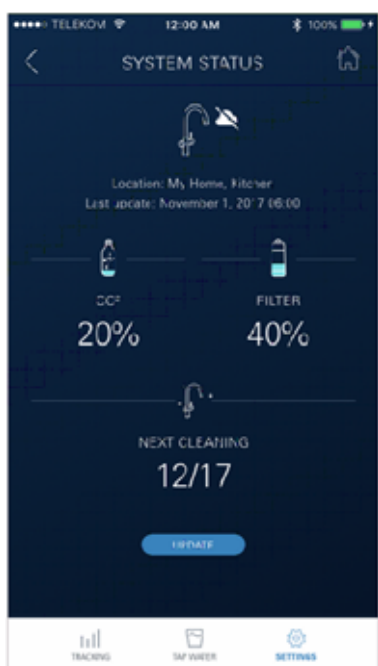 TELEKOM 12:00 AM 100%
SYSTEM STATUS
Location: My Home, Kitchen
Last update: November 1, 2017 06:00
FILTER
20% 40%
NEXT CLEANING
12/17
UPDATE
TRACKING TAP WATER SETTINGS